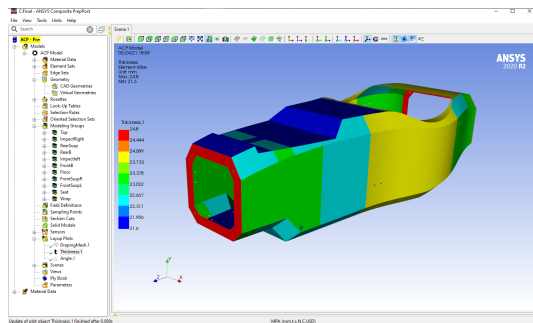 C:Final - ANSYS Composite PrepPost
File View Tools Units Help
Search
ACP - Pre
Models
ACP Model
Material Data
Element Sets
Edge Sets
Geometry
CAD Geometries
Virtual Geometries
Rosettes
Look-Up Tables
Selection Rules
Oriented Selection Sets
Modeling Groups
Top
ImpactRigth
RearSusp
RearB
Impactleft
FrontB
Floor
FrontSuspR
FrontSuspL
Seat
Wrap
Field Definitions
Sampling Points
Section Cuts
Solid Models
Sensors
Layup Plots
DrapingMesh.1
Thickness.1
Angle.1
Scenes
Views
Ply Book
Parameters
Material Data
Scene.1
ACP Model
Thickness
Element-Wise
Unit: mm
Max: 24.8
Min: 21.6
ANSYS
2020 R2
Thickness.1
24.8
24.444
24.089
23.733
23.378
23.022
22.667
22.311
21.956
21.6
Y
Z
X
Update of plot object Thickness.1 finished after 0.000s
MPA (mm,t,s,N,C,USD)